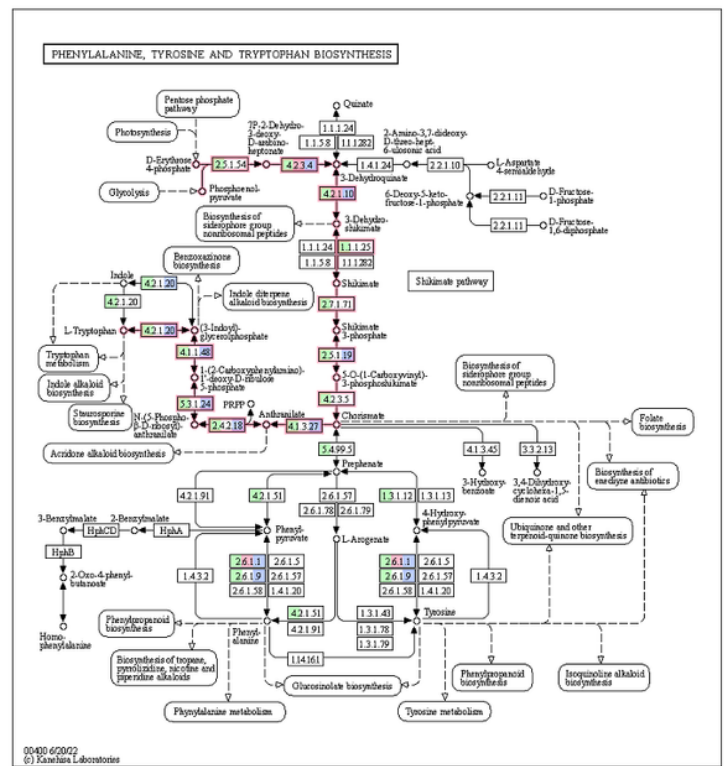 PHENYLALANINE, TYROSINE AND TRYPTOPHAN BIOSYNTHESIS
Pentose phosphate
pathway
Photosynthesis
Quinate
1.1.1.24
1.1.5.8
1.1.1.282
7P-2-Dehydro-
3-deoxy-
D-arabino-
heptonate
2-Amino-3,7-dideoxy-
D-threo-hept-
6-ulosonic acid
D-Erythrose
4-phosphate
2.5.1.54
4.2.3.4
1.4.1.24
2.2.1.10
L-Aspartate
4-semialdehyde
3-Dehydroquinate
Glycolysis
Phosphoenol-
pyruvate
4.2.1.10
6-Deoxy-5-keto-
fructose-1-phosphate
2.2.1.11
D-Fructose-
1-phosphate
Biosynthesis of
siderophore group
nonribosomal peptides
3-Dehydro-
shikimate
2.2.1.11
D-Fructose-
1,6-diphosphate
1.1.1.24
1.1.1.25
1.1.5.8
1.1.1.282
Benzoxazinone
biosynthesis
Shikimate
Shikimate pathway
Indole
4.2.1.20
4.2.1.20
Indole diterpene
alkaloid biosynthesis
2.7.1.71
L-Tryptophan
4.2.1.20
(3-Indoyl)-
glycerolphosphate
Shikimate
3-phosphate
Tryptophan
metabolism
4.1.1.48
2.5.1.19
Indole alkaloid
biosynthesis
1-(2-Carboxyphenylamino)-
1'-deoxy-D-ribulose
5-phosphate
5-O-(1-Carboxyvinyl)-
3-phosphoshikimate
Biosynthesis of
siderophore group
nonribosomal peptides
Staurosporine
biosynthesis
5.3.1.24
PRPP
4.2.3.5
N-(5-Phospho-
β-D-ribosyl)-
anthranilate
2.4.2.18
Anthranilate
4.1.3.27
Chorismate
Folate
biosynthesis
Acridone alkaloid biosynthesis
5.4.99.5
4.1.3.45
3.3.2.13
Prephenate
3-Hydroxy-
benzoate
3,4-Dihydroxy-
cyclohexa-1,5-
dienoic acid
Biosynthesis of
enediyne antibiotics
4.2.1.91
4.2.1.51
2.6.1.57
2.6.1.78
2.6.1.79
1.3.1.12
1.3.1.13
3-Benzylmalate
2-Benzylmalate
HphCD
HphA
Phenyl-
pyruvate
4-Hydroxy-
phenylpyruvate
L-Arogenate
Ubiquinone and other
terpenoid-quinone biosynthesis
HphB
2-Oxo-4-phenyl-
butanoate
1.4.3.2
2.6.1.1
2.6.1.5
2.6.1.9
2.6.1.57
2.6.1.58
1.4.1.20
2.6.1.1
2.6.1.5
2.6.1.9
2.6.1.57
2.6.1.58
1.4.1.20
1.4.3.2
Homo-
phenylalanine
Phenylpropanoid
biosynthesis
Phenyl-
alanine
4.2.1.51
4.2.1.91
1.3.1.43
1.3.1.78
1.3.1.79
Tyrosine
Biosynthesis of tropane,
pyrrolizidine, nicotine and
piperidine alkaloids
1.14.16.1
Glucosinolate biosynthesis
Phenylpropanoid
biosynthesis
Isoquinoline alkaloid
biosynthesis
Phynylalanine metabolism
Tyrosine metabolism
00400 6/20/22
(c) Kanehisa Laboratories